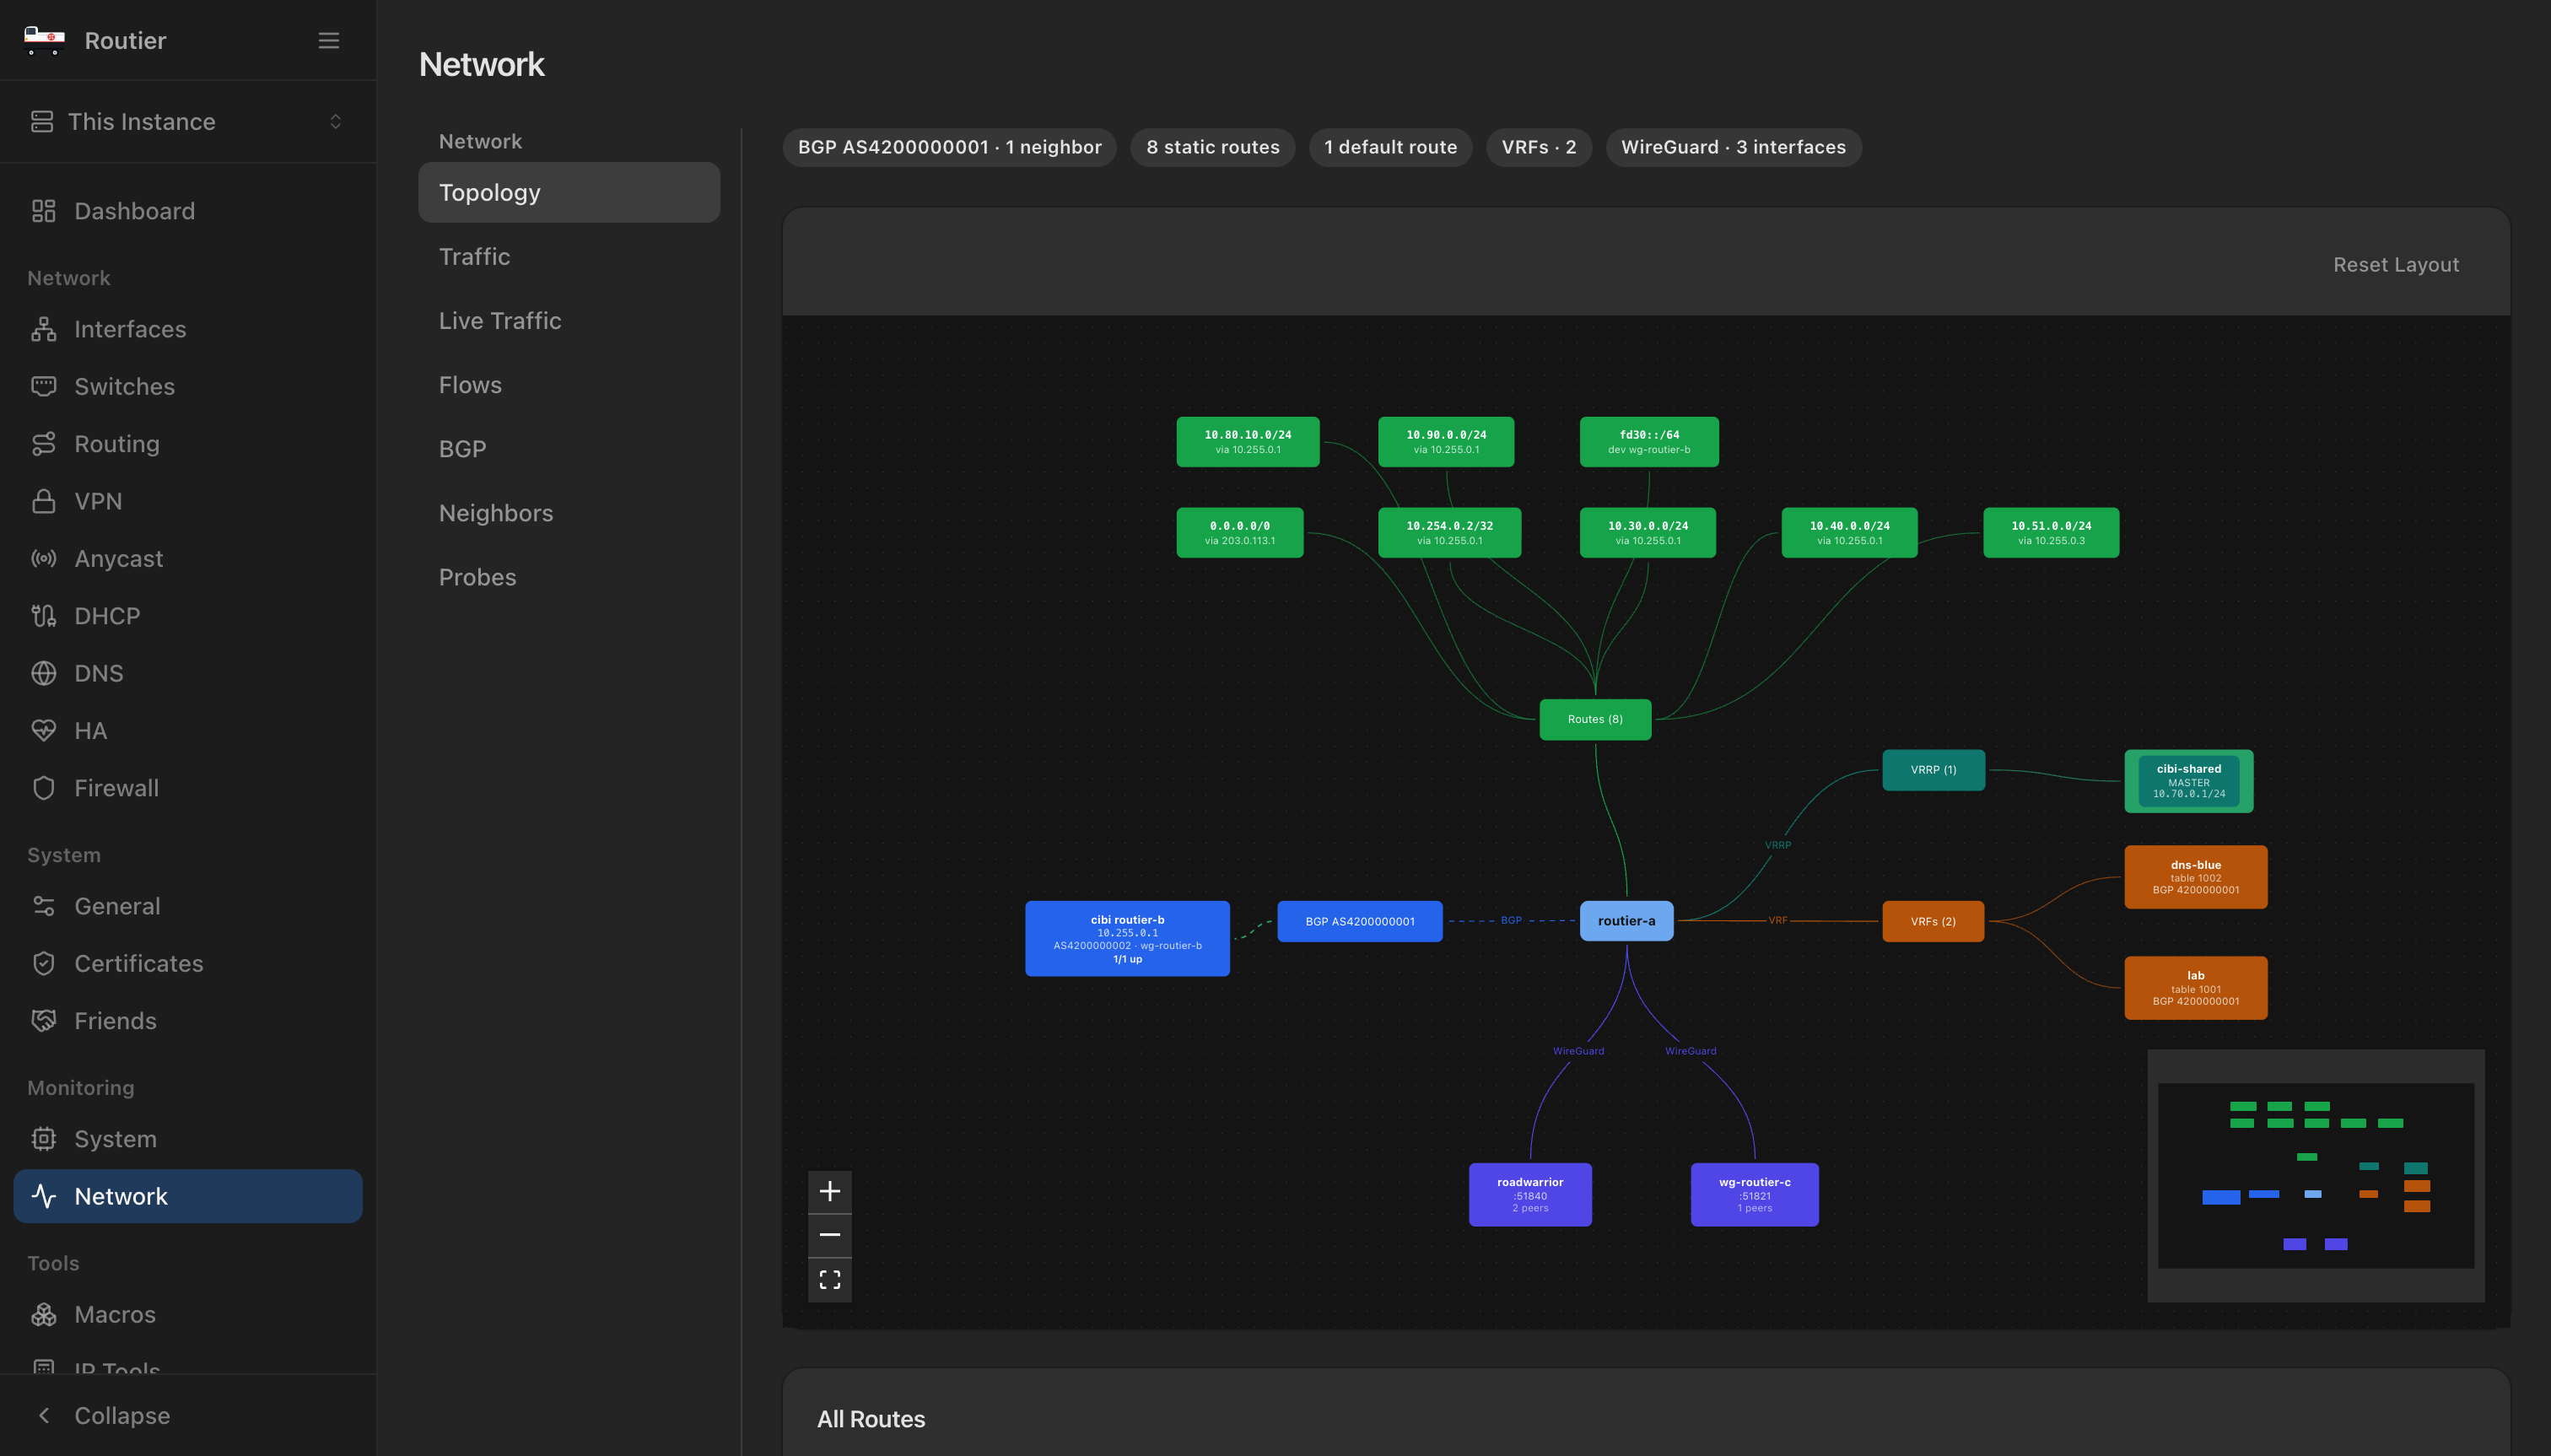 Routier
This Instance
Dashboard
Network
Interfaces
Switches
Routing
VPN
Anycast
DHCP
DNS
HA
Firewall
System
General
Certificates
Friends
Monitoring
System
Network
Tools
Macros
IP Tools
Collapse
Network
Network
Topology
Traffic
Live Traffic
Flows
BGP
Neighbors
Probes
BGP AS4200000001 · 1 neighbor
8 static routes
1 default route
VRFs · 2
WireGuard · 3 interfaces
Reset Layout
10.80.10.0/24
via 10.255.0.1
10.90.0.0/24
via 10.255.0.1
fd30::/64
dev wg-routier-b
0.0.0.0/0
via 203.0.113.1
10.254.0.2/32
via 10.255.0.1
10.30.0.0/24
via 10.255.0.1
10.40.0.0/24
via 10.255.0.1
10.51.0.0/24
via 10.255.0.3
Routes (8)
VRRP (1)
cibi-shared
MASTER
10.70.0.1/24
VRRP
dns-blue
table 1002
BGP 4200000001
cibi routier-b
10.255.0.1
AS4200000002 · wg-routier-b
1/1 up
BGP AS4200000001
BGP
routier-a
VRF
VRFs (2)
lab
table 1001
BGP 4200000001
WireGuard
WireGuard
roadwarrior
:51840
2 peers
wg-routier-c
:51821
1 peers
All Routes